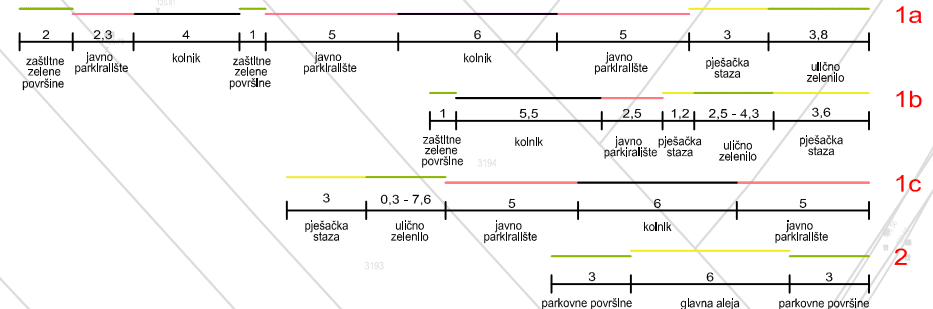 1a
2 2,3 4 1 5 6 5 3 3,8
zaštitne zelene površine
javno parkiralište
kolnik
zaštitne zelene površine
javno parkiralište
kolnik
javno parkiralište
pješačka staza
ulično zelenilo
1b
1 5,5 2,5 1,2 2,5 - 4,3 3,6
zaštitne zelene površine
kolnik
javno parkiralište
pješačka staza
ulično zelenilo
pješačka staza
3194
1c
3 0,3 - 7,6 5 6 5
pješačka staza
ulično zelenilo
javno parkiralište
kolnik
javno parkiralište
3193
2
3 6 3
parkovne površine glavna aleja parkovne površine